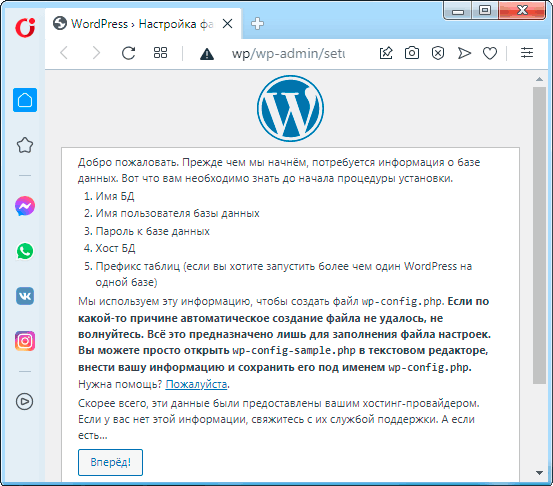 WordPress › Настройка фа
wp/wp-admin/setu
Добро пожаловать. Прежде чем мы начнём, потребуется информация о базе
данных. Вот что вам необходимо знать до начала процедуры установки.
1. Имя БД
2. Имя пользователя базы данных
3. Пароль к базе данных
4. Хост БД
5. Префикс таблиц (если вы хотите запустить более чем один WordPress на
одной базе)
Мы используем эту информацию, чтобы создать файл wp-config.php. Если по
какой-то причине автоматическое создание файла не удалось, не
волнуйтесь. Всё это предназначено лишь для заполнения файла настроек.
Вы можете просто открыть wp-config-sample.php в текстовом редакторе,
внести вашу информацию и сохранить его под именем wp-config.php.
Нужна помощь? Пожалуйста.
Скорее всего, эти данные были предоставлены вашим хостинг-провайдером.
Если у вас нет этой информации, свяжитесь с их службой поддержки. А если
есть...
Вперёд!